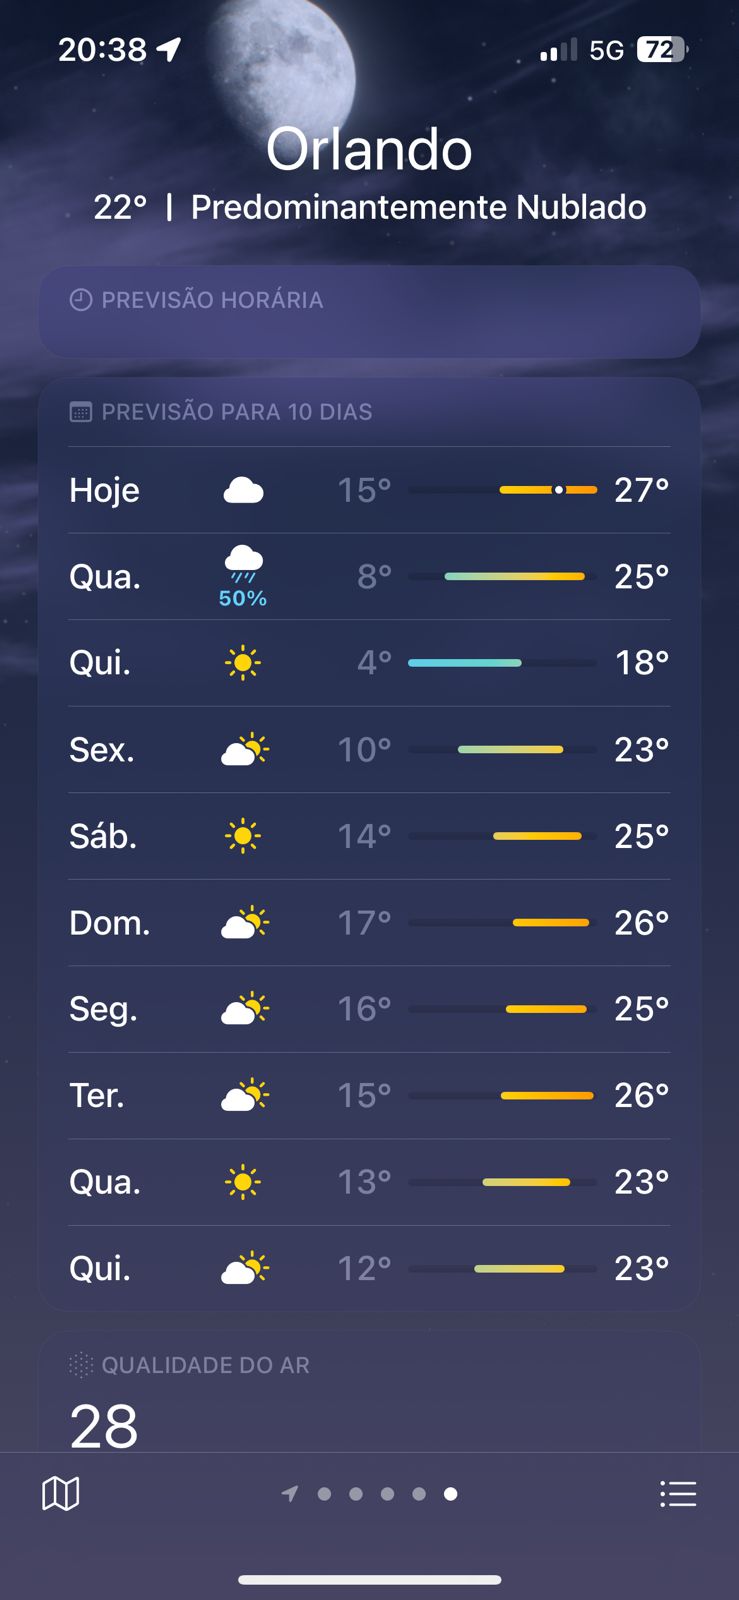 20:38 5G 72
Orlando
22° | Predominantemente Nublado
PREVISÃO HORÁRIA
PREVISÃO PARA 10 DIAS
Hoje 15° 27°
Qua. 50% 8° 25°
Qui. 4° 18°
Sex. 10° 23°
Sáb. 14° 25°
Dom. 17° 26°
Seg. 16° 25°
Ter. 15° 26°
Qua. 13° 23°
Qui. 12° 23°
QUALIDADE DO AR
28